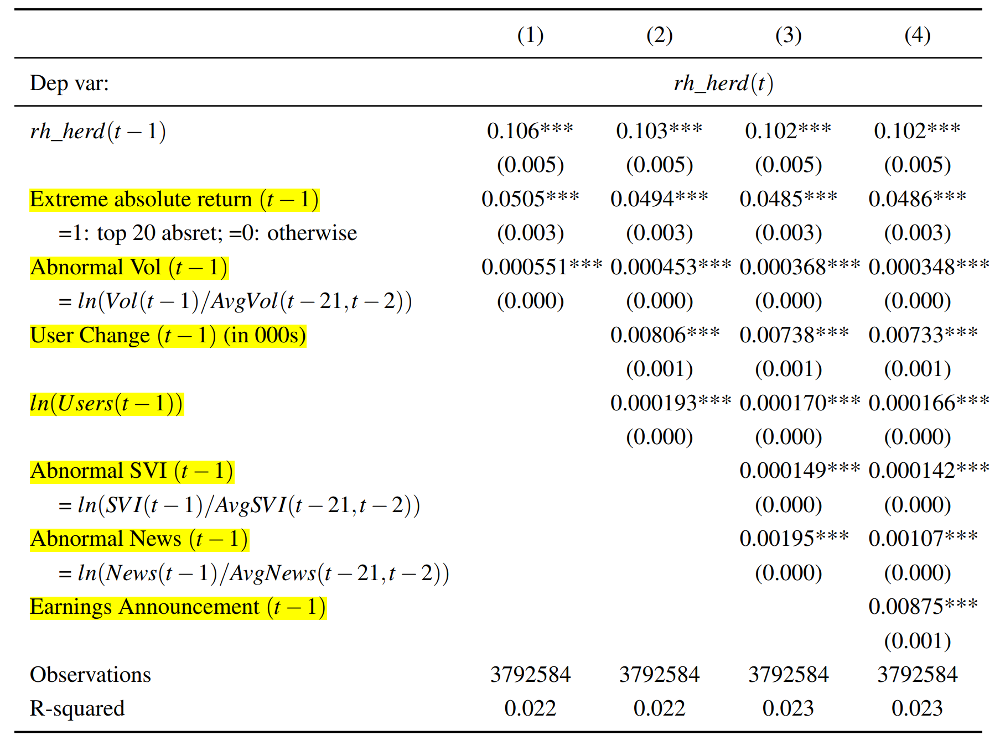 (1) (2) (3) (4)
Dep var: rh_herd(t)
rh_herd(t − 1) 0.106*** 0.103*** 0.102*** 0.102***
(0.005) (0.005) (0.005) (0.005)
Extreme absolute return (t − 1) 0.0505*** 0.0494*** 0.0485*** 0.0486***
=1: top 20 absret; =0: otherwise (0.003) (0.003) (0.003) (0.003)
Abnormal Vol (t − 1) 0.000551*** 0.000453*** 0.000368*** 0.000348***
= ln(Vol(t − 1)/AvgVol(t − 21,t − 2)) (0.000) (0.000) (0.000) (0.000)
User Change (t − 1) (in 000s) 0.00806*** 0.00738*** 0.00733***
(0.001) (0.001) (0.001)
ln(Users(t − 1)) 0.000193*** 0.000170*** 0.000166***
(0.000) (0.000) (0.000)
Abnormal SVI (t − 1) 0.000149*** 0.000142***
= ln(SVI(t − 1)/AvgSVI(t − 21,t − 2)) (0.000) (0.000)
Abnormal News (t − 1) 0.00195*** 0.00107***
= ln(News(t − 1)/AvgNews(t − 21,t − 2)) (0.000) (0.000)
Earnings Announcement (t − 1) 0.00875***
(0.001)
Observations 3792584 3792584 3792584 3792584
R-squared 0.022 0.022 0.023 0.023